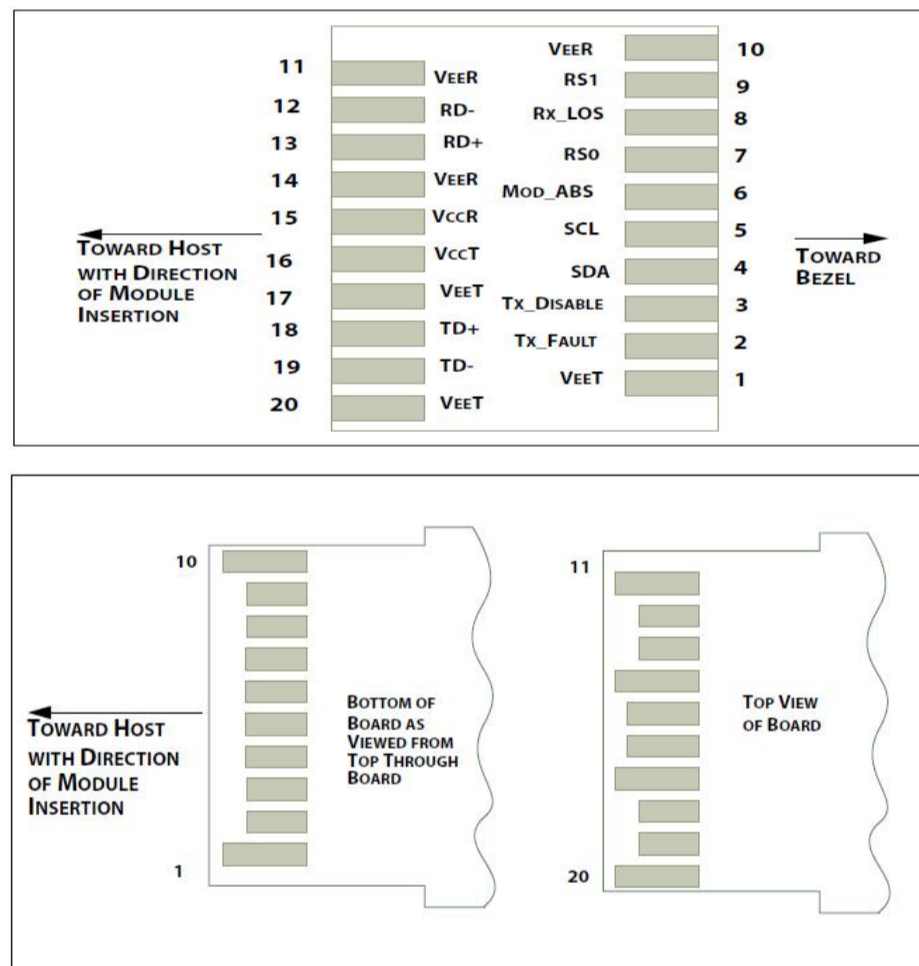 11 VEER
12 RD-
13 RD+
14 VEER
15 VCCR
16 VCCT
17 VEET
18 TD+
19 TD-
20 VEET
VEER 10
RS1 9
RX_LOS 8
RS0 7
MOD_ABS 6
SCL 5
SDA 4
TX_DISABLE 3
TX_FAULT 2
VEET 1
TOWARD HOST
WITH DIRECTION
OF MODULE
INSERTION
TOWARD
BEZEL
10
1
TOWARD HOST
WITH DIRECTION
OF MODULE
INSERTION
BOTTOM OF
BOARD AS
VIEWED FROM
TOP THROUGH
BOARD
11
20
TOP VIEW
OF BOARD